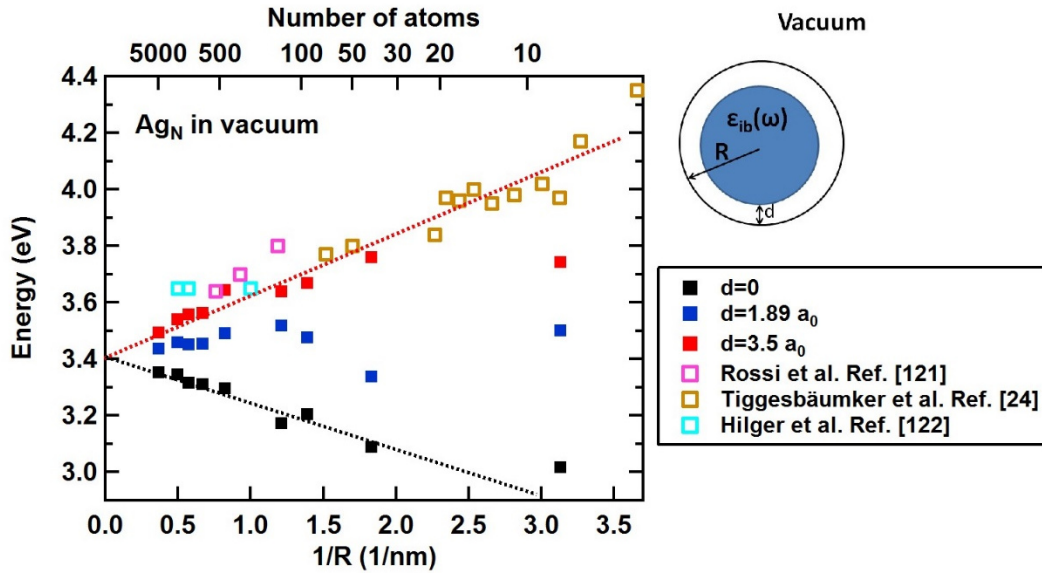 Number of atoms
5000 500 100 50 30 20 10
4.4
4.2
4.0
3.8
3.6
3.4
3.2
3.0
Energy (eV)
Ag_N in vacuum
0.0 0.5 1.0 1.5 2.0 2.5 3.0 3.5
1/R (1/nm)
Vacuum
ε_ib(ω)
R
d
d=0
d=1.89 a_0
d=3.5 a_0
Rossi et al. Ref. [121]
Tiggesbäumker et al. Ref. [24]
Hilger et al. Ref. [122]